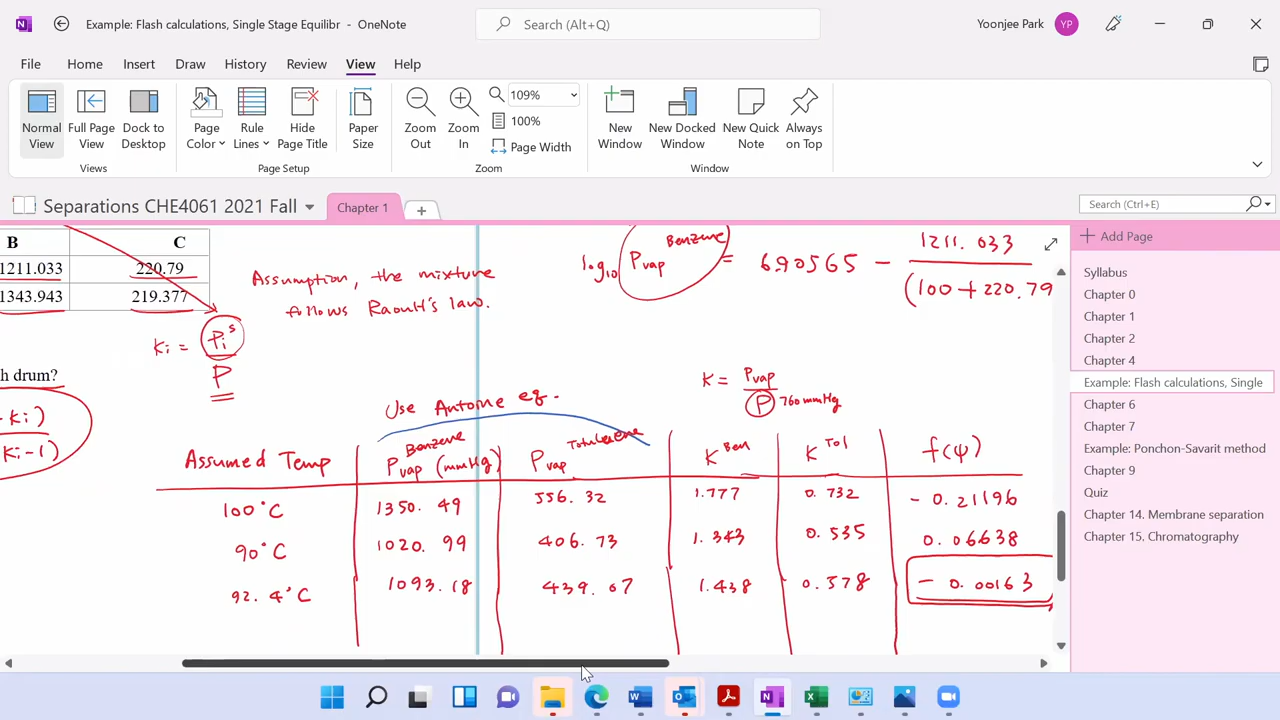 Example: Flash calculations, Single Stage Equilibr - OneNote
Search (Alt+Q)
Yoonjee Park
YP
File Home Insert Draw History Review View Help
Normal View
Full Page View
Dock to Desktop
Views
Page Color
Rule Lines
Hide Page Title
Paper Size
Page Setup
Zoom Out
Zoom In
109%
100%
Page Width
Zoom
New Window
New Docked Window
New Quick Note
Always on Top
Window
Separations CHE4061 2021 Fall
Chapter 1
Search (Ctrl+E)
Add Page
Syllabus
Chapter 0
Chapter 1
Chapter 2
Chapter 4
Example: Flash calculations, Single
Chapter 6
Chapter 7
Example: Ponchon-Savarit method
Chapter 9
Quiz
Chapter 14. Membrane separation
Chapter 15. Chromatography
B C
1211.033 220.79
1343.943 219.377
Assumption, the mixture
follows Raoult's law.
Ki = Pi^s / P
log10 Pvap^Benzene = 6.90565 - 1211.033 / (100 + 220.79
h drum?
- Ki)
Ki - 1)
K = Pvap / P 760mmHg
Use Antoine eq.
Assumed Temp Pvap^Benzene (mmHg) Pvap K^Ben K^Tol f(ψ)
100°C 1350.49 556.32 1.777 0.732 - 0.21196
90°C 1020.99 406.73 1.343 0.535 0.06638
92.4°C 1093.18 439.07 1.438 0.578 - 0.00163